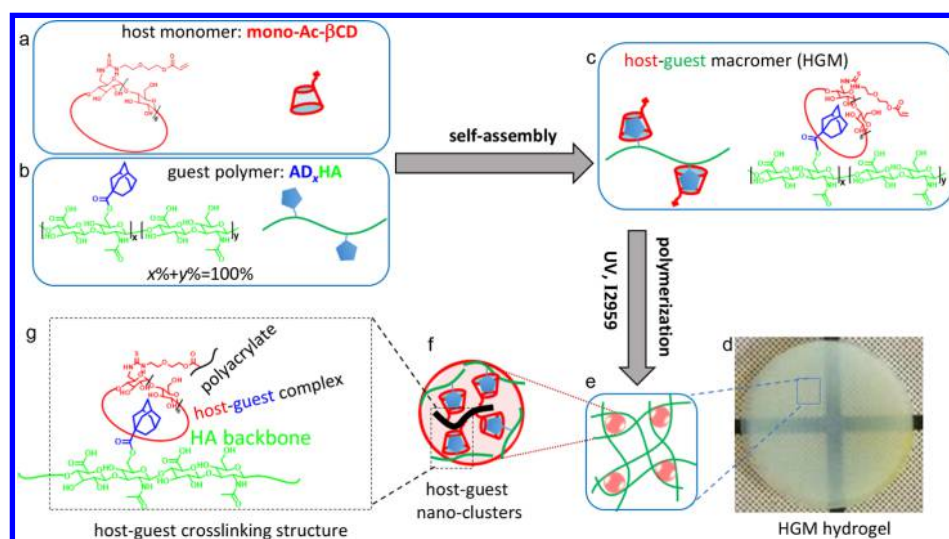 a
host monomer: mono-Ac-βCD
b
guest polymer: ADxHA
x%+y%=100%
self-assembly
c
host-guest macromer (HGM)
polymerization
UV, I2959
d
HGM hydrogel
e
f
host-guest
nano-clusters
g
polyacrylate
host-guest complex
HA backbone
host-guest crosslinking structure